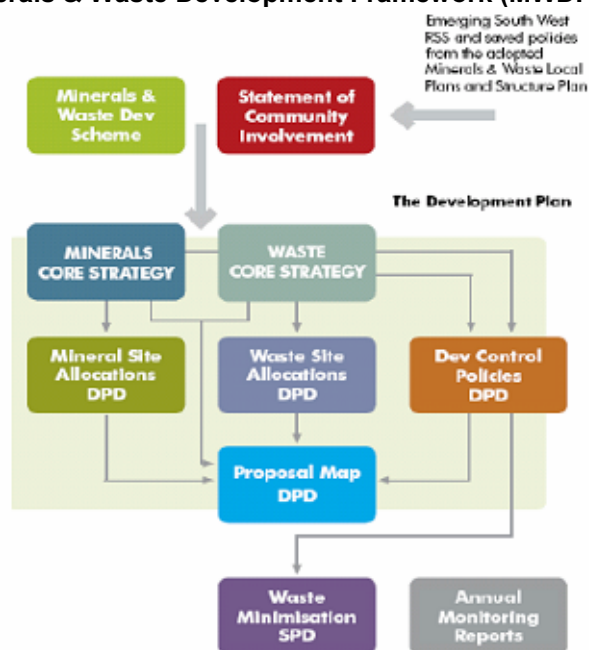 erals & Waste Development Framework (MWDF
Emerging South West
RSS and saved policies
from the adopted
Minerals & Waste Local
Plans and Structure Plan
Minerals &
Waste Dev
Scheme
Statement of
Community
Involvement
The Development Plan
MINERALS
CORE STRATEGY
WASTE
CORE STRATEGY
Mineral Site
Allocations
DPD
Waste Site
Allocations
DPD
Dev Control
Policies
DPD
Proposal Map
DPD
Waste
Minimisation
SPD
Annual
Monitoring
Reports